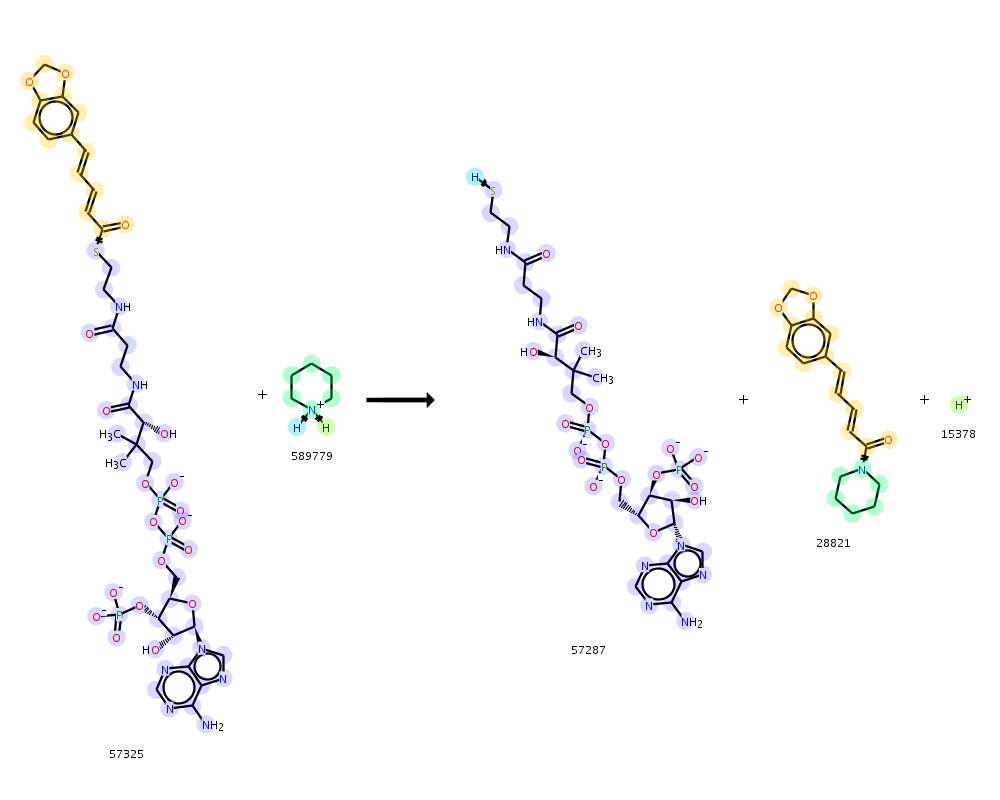 O O
O
S
NH
O
NH
O
OH
H₃C
H₃C
O
O⁻
P
O
O
O⁻
P
O
O
O⁻
O⁻ P
O
O
O
HO
N
N
N
N
NH₂
57325
+
N⁺
H H
589779
H
S
HN
O
HN
O
HO
CH₃
CH₃
O
O
P
O⁻
O
O
P
O⁻
O
O⁻
O P O⁻
O
OH
O
N
N
N
N
N
NH₂
57287
+
O O
O
N
28821
+
H⁺
15378